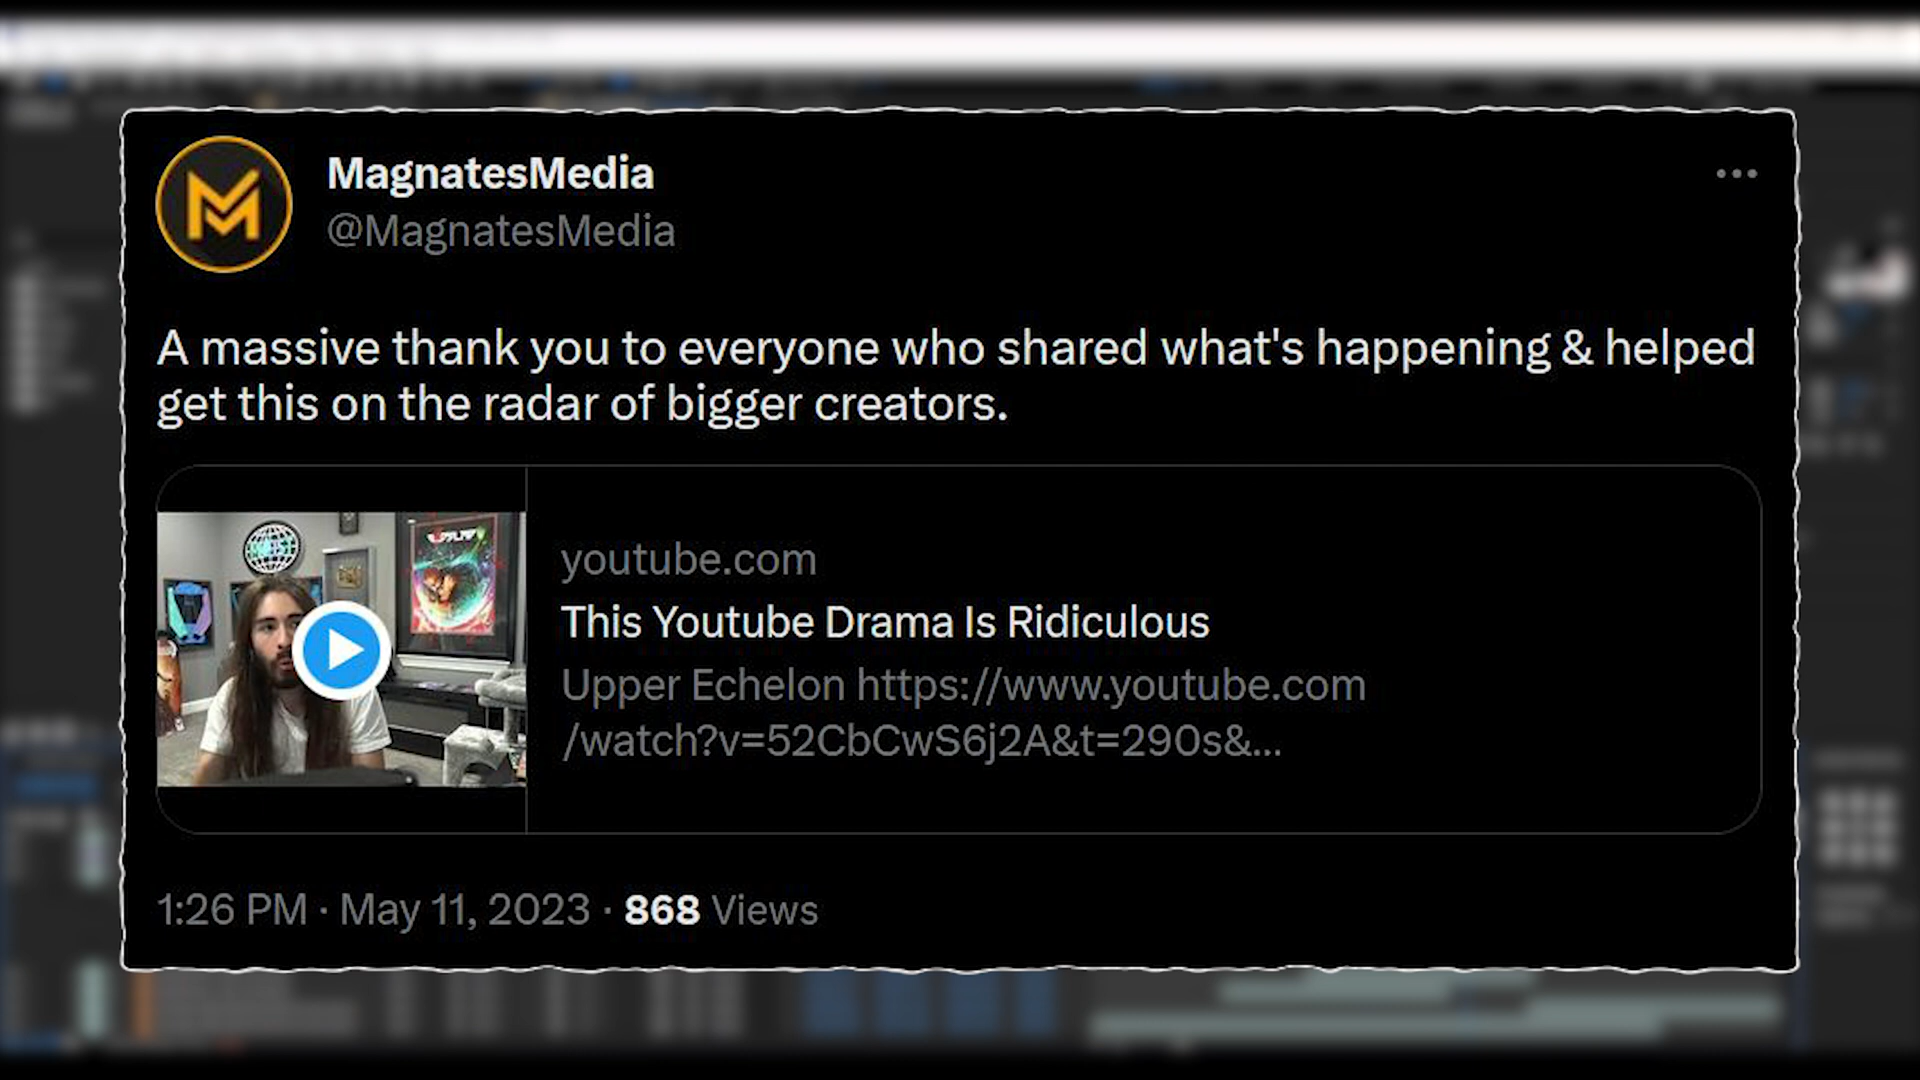 MagnatesMedia
@MagnatesMedia
A massive thank you to everyone who shared what's happening & helped
get this on the radar of bigger creators.
youtube.com
This Youtube Drama Is Ridiculous
Upper Echelon https://www.youtube.com
/watch?v=52CbCwS6j2A&t=290s&...
1:26 PM · May 11, 2023 · 868 Views